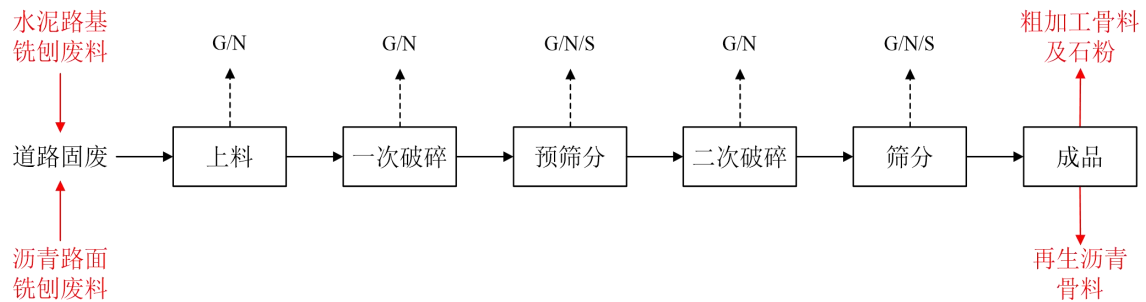 水泥路基
铣刨废料
G/N
G/N
G/N/S
G/N
G/N/S
粗加工骨料
及石粉
道路固废
上料
一次破碎
预筛分
二次破碎
筛分
成品
沥青路面
铣刨废料
再生沥青
骨料